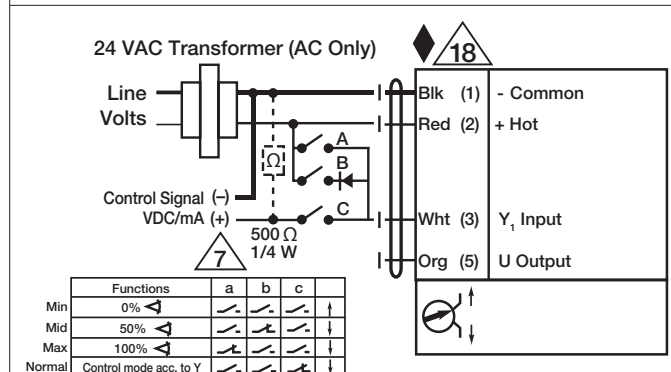 24 VAC Transformer (AC Only)
18
Line
Volts
Blk (1) - Common
Red (2) + Hot
A
B
Ω
Control Signal (–)
VDC/mA (+)
C
Wht (3) Y1 Input
500 Ω
1/4 W
7
Org (5) U Output
Functions a b c
Min 0%
Mid 50%
Max 100%
Normal Control mode acc. to Y